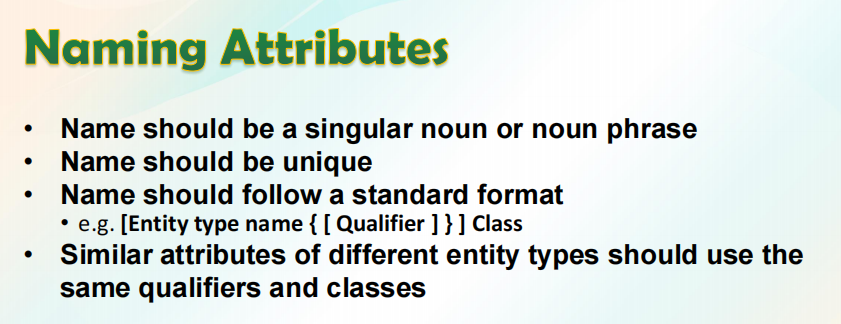 Naming Attributes
• Name should be a singular noun or noun phrase
• Name should be unique
• Name should follow a standard format
• e.g. [Entity type name { [ Qualifier ] } ] Class
• Similar attributes of different entity types should use the
same qualifiers and classes